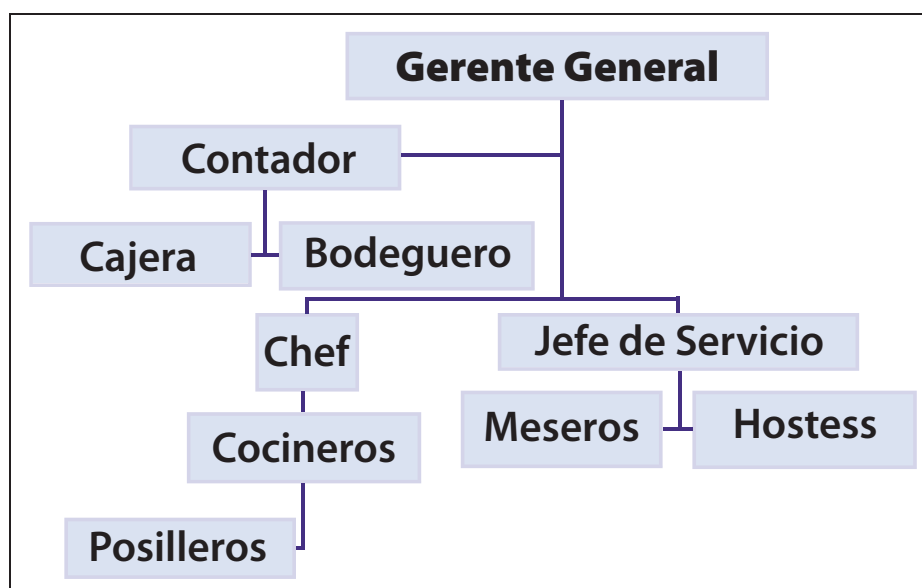 Gerente General
Contador
Cajera
Bodeguero
Chef
Jefe de Servicio
Cocineros
Meseros
Hostess
Posilleros